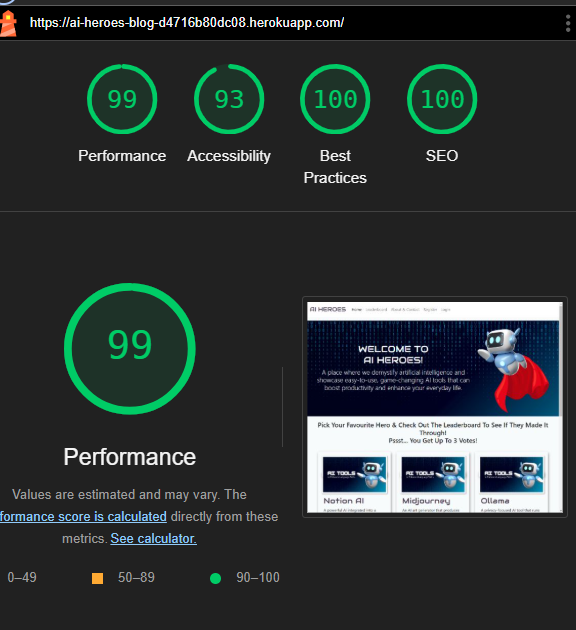 https://ai-heroes-blog-d4716b80dc08.herokuapp.com/
99
93
100
100
Performance
Accessibility
Best
Practices
SEO
99
Performance
Values are estimated and may vary. The
formance score is calculated directly from these
metrics. See calculator.
0–49
50–89
90–100
AI HEROES
Home
Leaderboard
About & Contact
Register
Login
WELCOME TO
AI HEROES!
A place where we demystify artificial intelligence and
showcase easy-to-use, game-changing AI tools that can
boost productivity and enhance your everyday life.
Pick Your Favourite Hero & Check Out The Leaderboard To See If They Made It
Through!
Pssst... You Get Up To 3 Votes!
AI TOOLS
AI TOOLS
AI TOOLS
Notion AI
Midjourney
Ollama